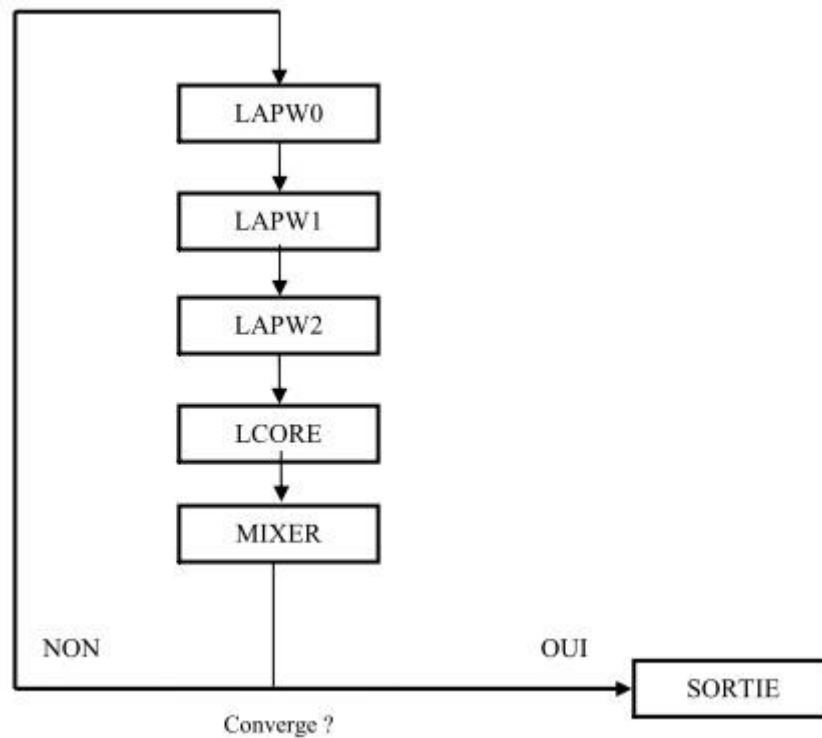 LAPW0
LAPW1
LAPW2
LCORE
MIXER
NON
OUI
SORTIE
Converge ?